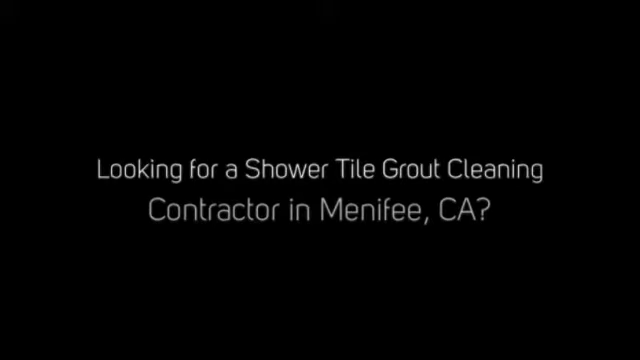 Looking for a Shower Tile Grout Cleaning
Contractor in Menifee, CA?